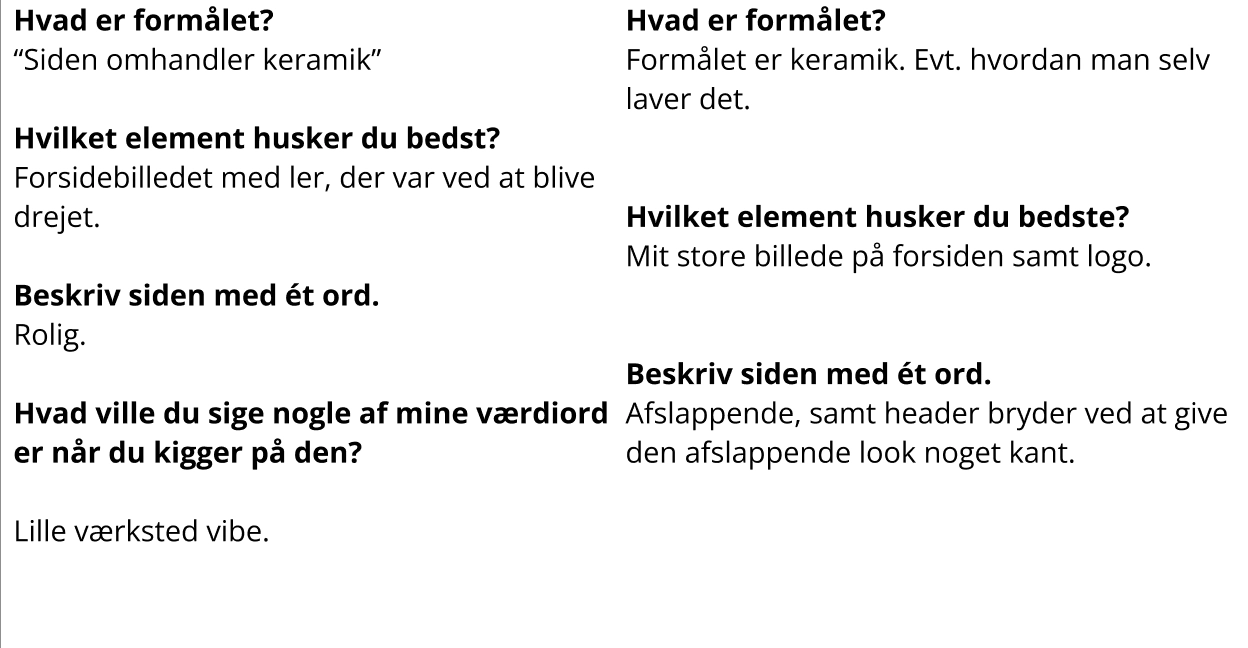 Hvad er formålet?
“Siden omhandler keramik”
Hvilket element husker du bedst?
Forsidebilledet med ler, der var ved at blive
drejet.
Beskriv siden med ét ord.
Rolig.
Hvad ville du sige nogle af mine værdiord
er når du kigger på den?
Lille værksted vibe.
Hvad er formålet?
Formålet er keramik. Evt. hvordan man selv
laver det.
Hvilket element husker du bedste?
Mit store billede på forsiden samt logo.
Beskriv siden med ét ord.
Afslappende, samt header bryder ved at give
den afslappende look noget kant.